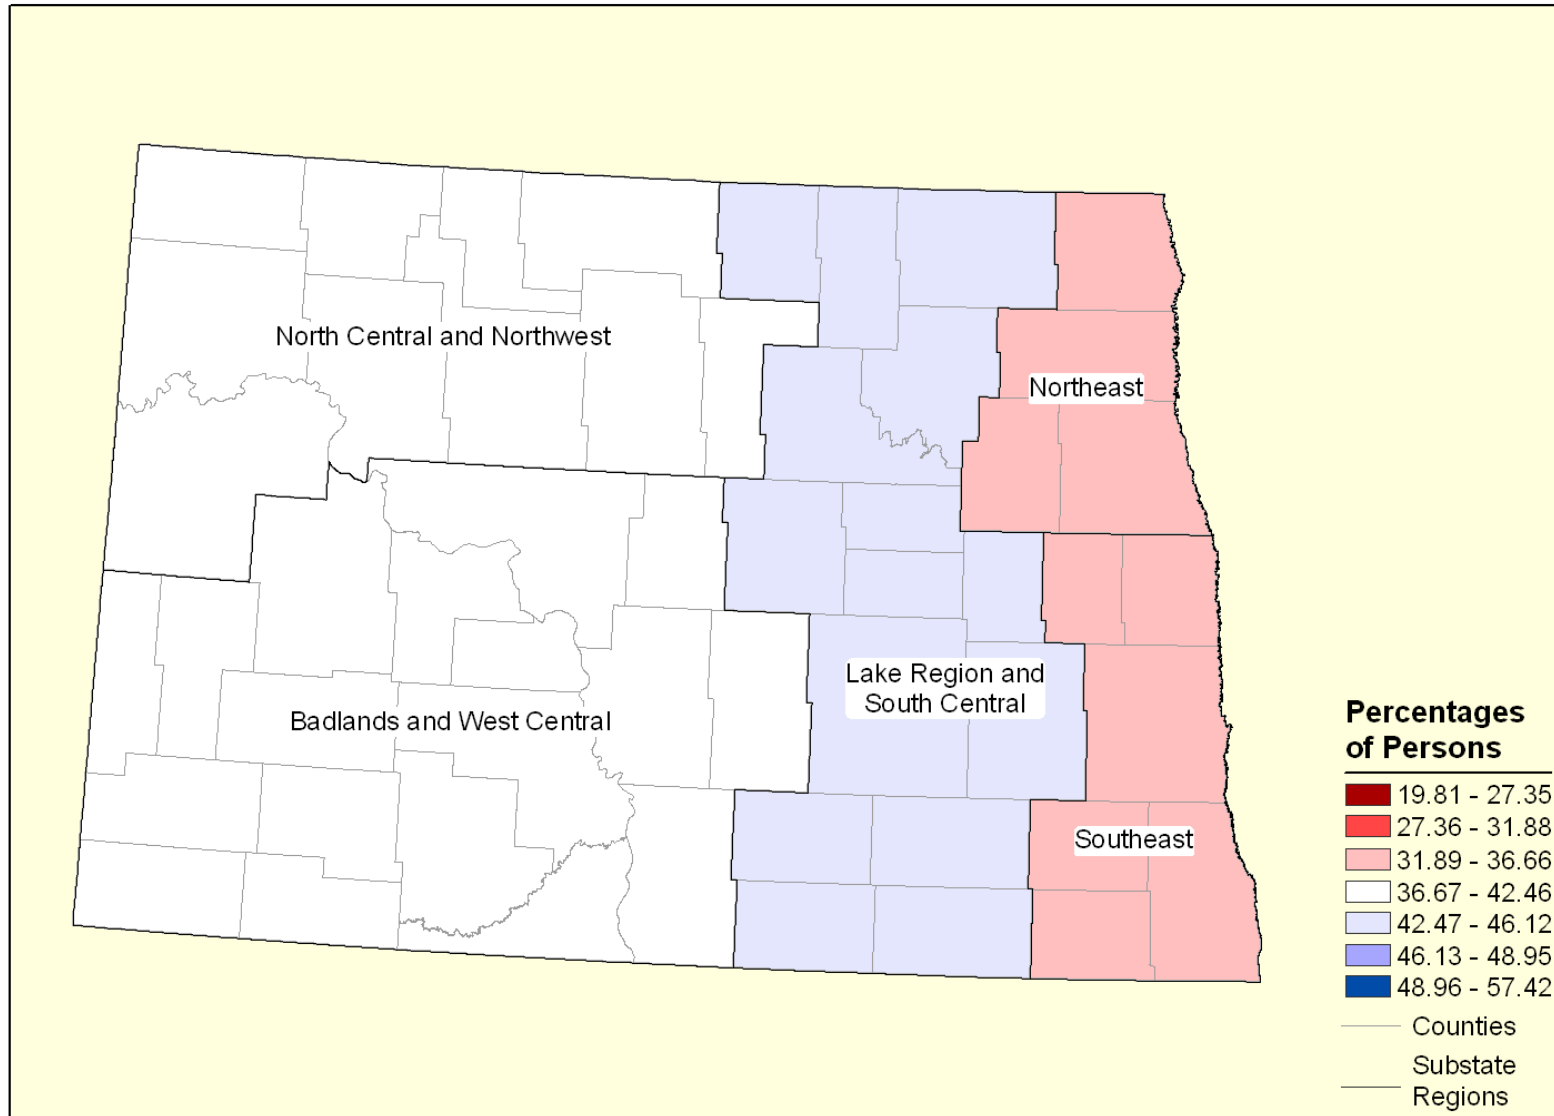 North Central and Northwest
Northeast
Lake Region and
South Central
Badlands and West Central
Southeast
Percentages
of Persons
19.81 - 27.35
27.36 - 31.88
31.89 - 36.66
36.67 - 42.46
42.47 - 46.12
46.13 - 48.95
48.96 - 57.42
Counties
Substate
Regions